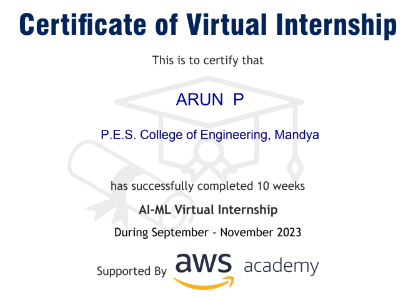 Certificate of Virtual Internship
This is to certify that
ARUN P
P.E.S. College of Engineering, Mandya
has successfully completed 10 weeks
AI-ML Virtual Internship
During September - November 2023
Supported By aws academy